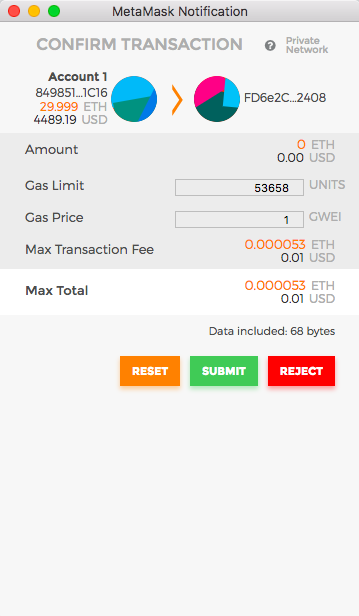 MetaMask Notification
CONFIRM TRANSACTION
? Private
Network
Account 1
849851...1C16
29.999 ETH
4489.19 USD
FD6e2C...2408
Amount 0 ETH
0.00 USD
Gas Limit 53658 UNITS
Gas Price 1 GWEI
Max Transaction Fee 0.000053 ETH
0.01 USD
Max Total 0.000053 ETH
0.01 USD
Data included: 68 bytes
RESET SUBMIT REJECT